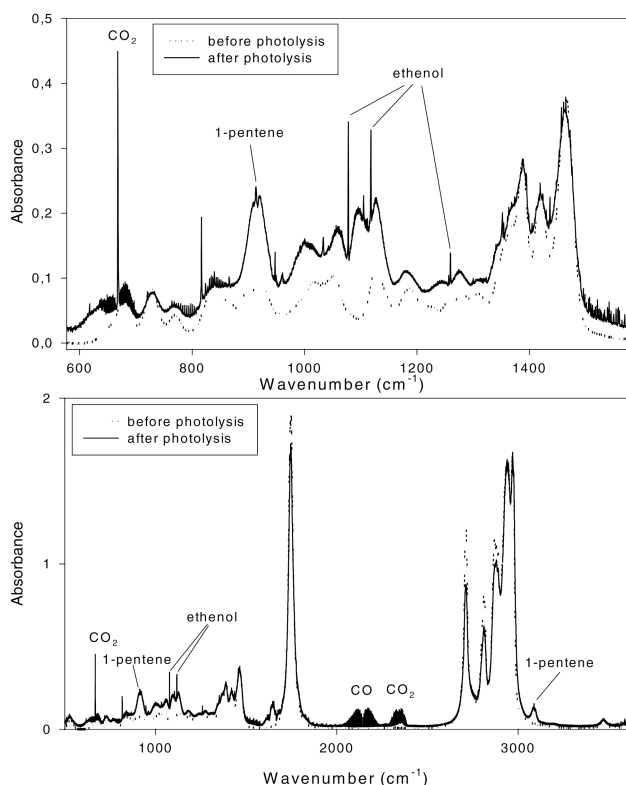 0,5
CO2
before photolysis
after photolysis
ethenol
0,4
1-pentene
0,3
Absorbance
0,2
0,1
0,0
600 800 1000 1200 1400
Wavenumber (cm-1)
2
before photolysis
after photolysis
Absorbance
1
ethenol
CO2
1-pentene
CO CO2
1-pentene
0
1000 2000 3000
Wavenumber (cm-1)